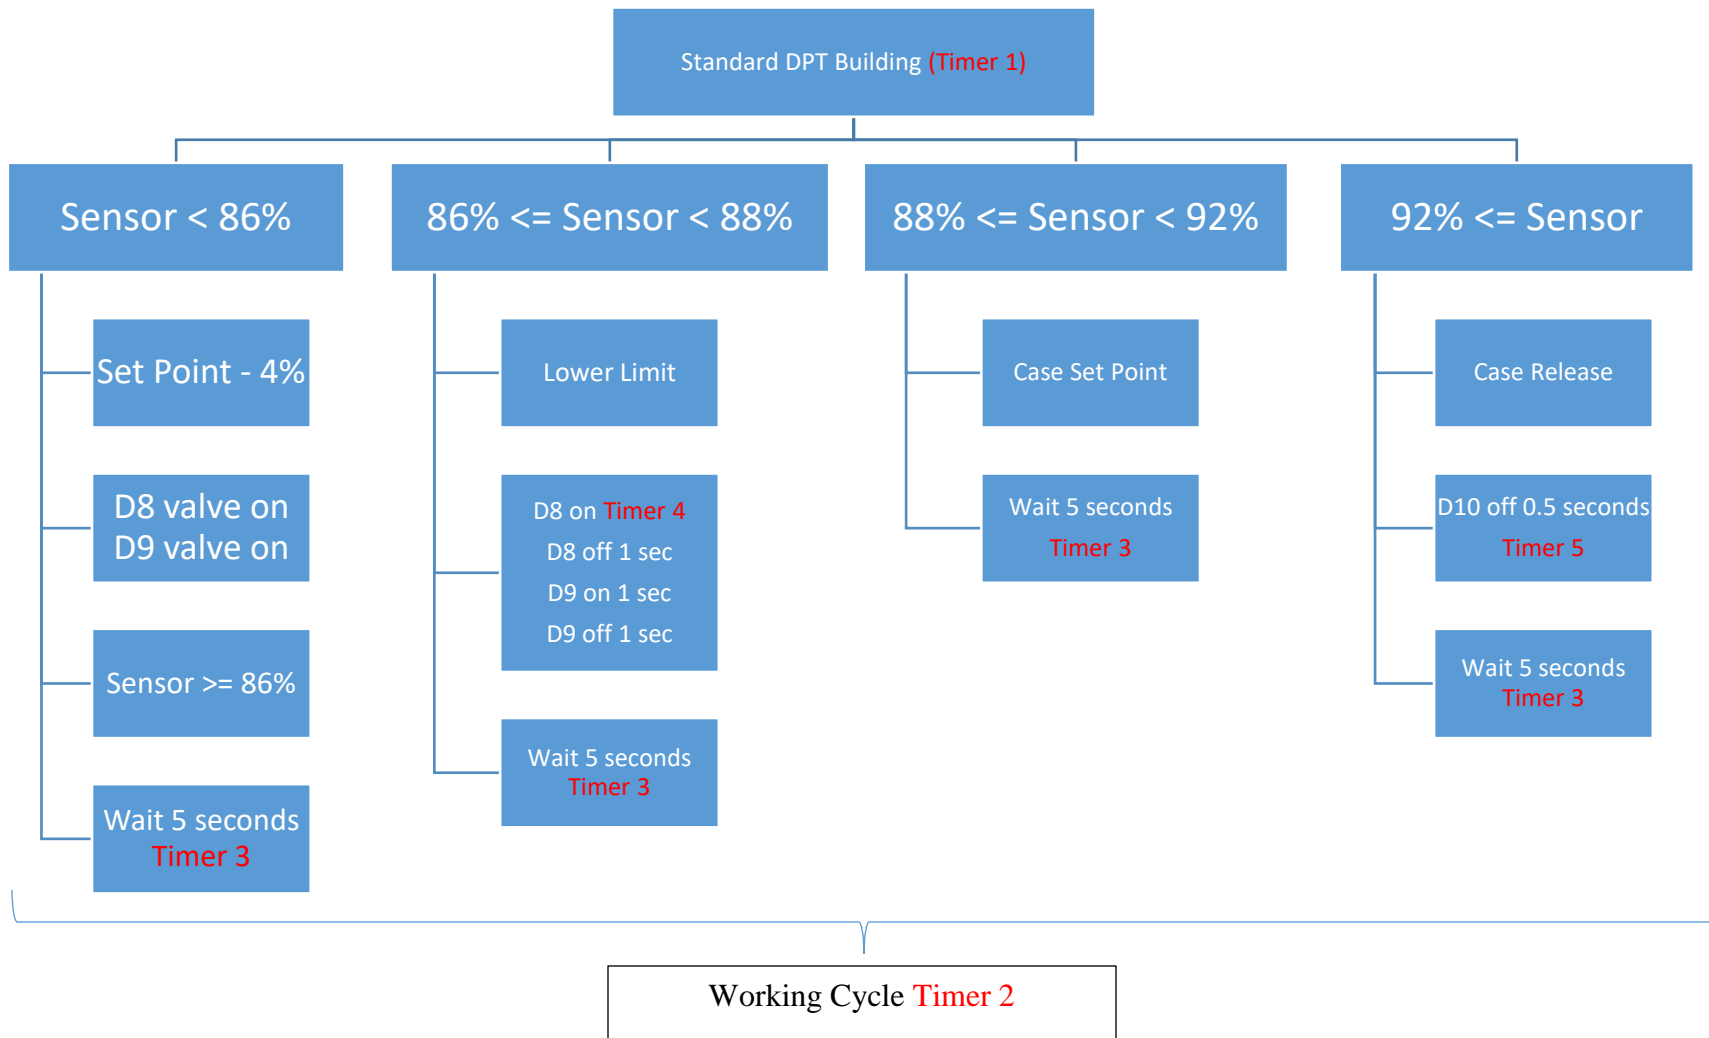 Standard DPT Building (Timer 1)
Sensor < 86%
Set Point - 4%
D8 valve on
D9 valve on
Sensor >= 86%
Wait 5 seconds
Timer 3
86% <= Sensor < 88%
Lower Limit
D8 on Timer 4
D8 off 1 sec
D9 on 1 sec
D9 off 1 sec
Wait 5 seconds
Timer 3
88% <= Sensor < 92%
Case Set Point
Wait 5 seconds
Timer 3
92% <= Sensor
Case Release
D10 off 0.5 seconds
Timer 5
Wait 5 seconds
Timer 3
Working Cycle Timer 2